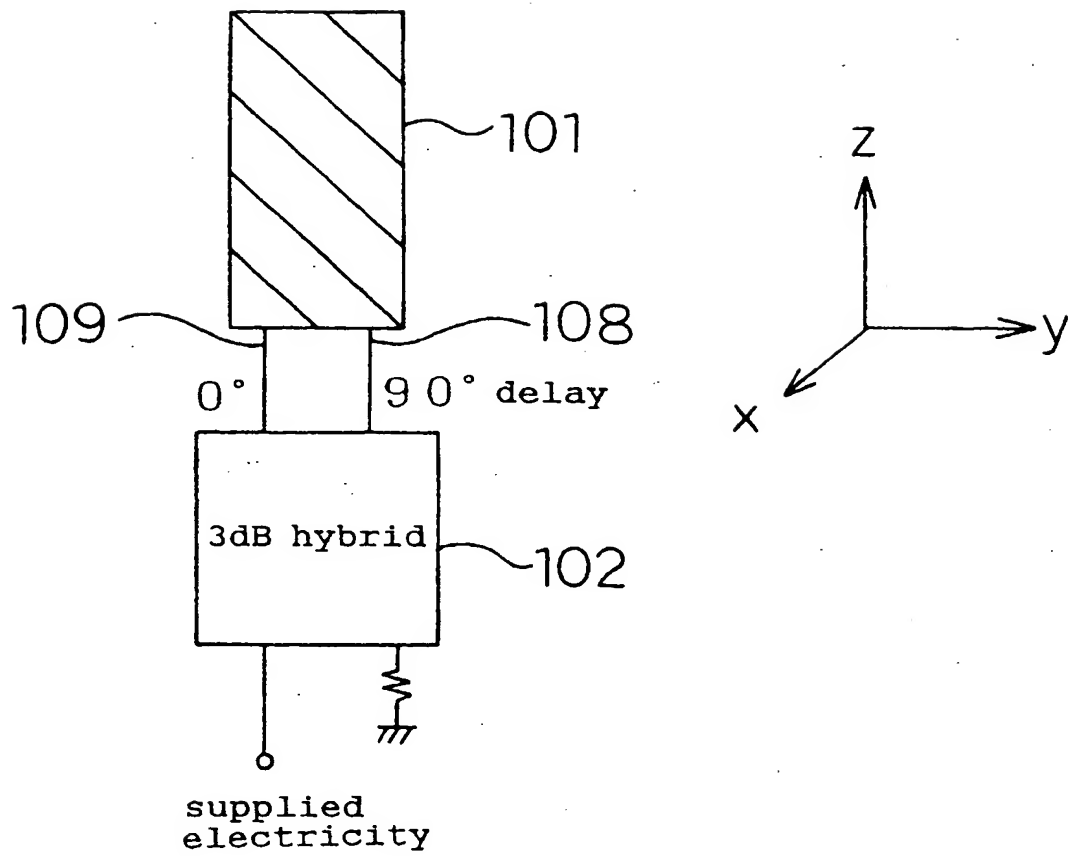 101
z
109
108
y
0° 90° delay
x
3dB hybrid
102
supplied
electricity